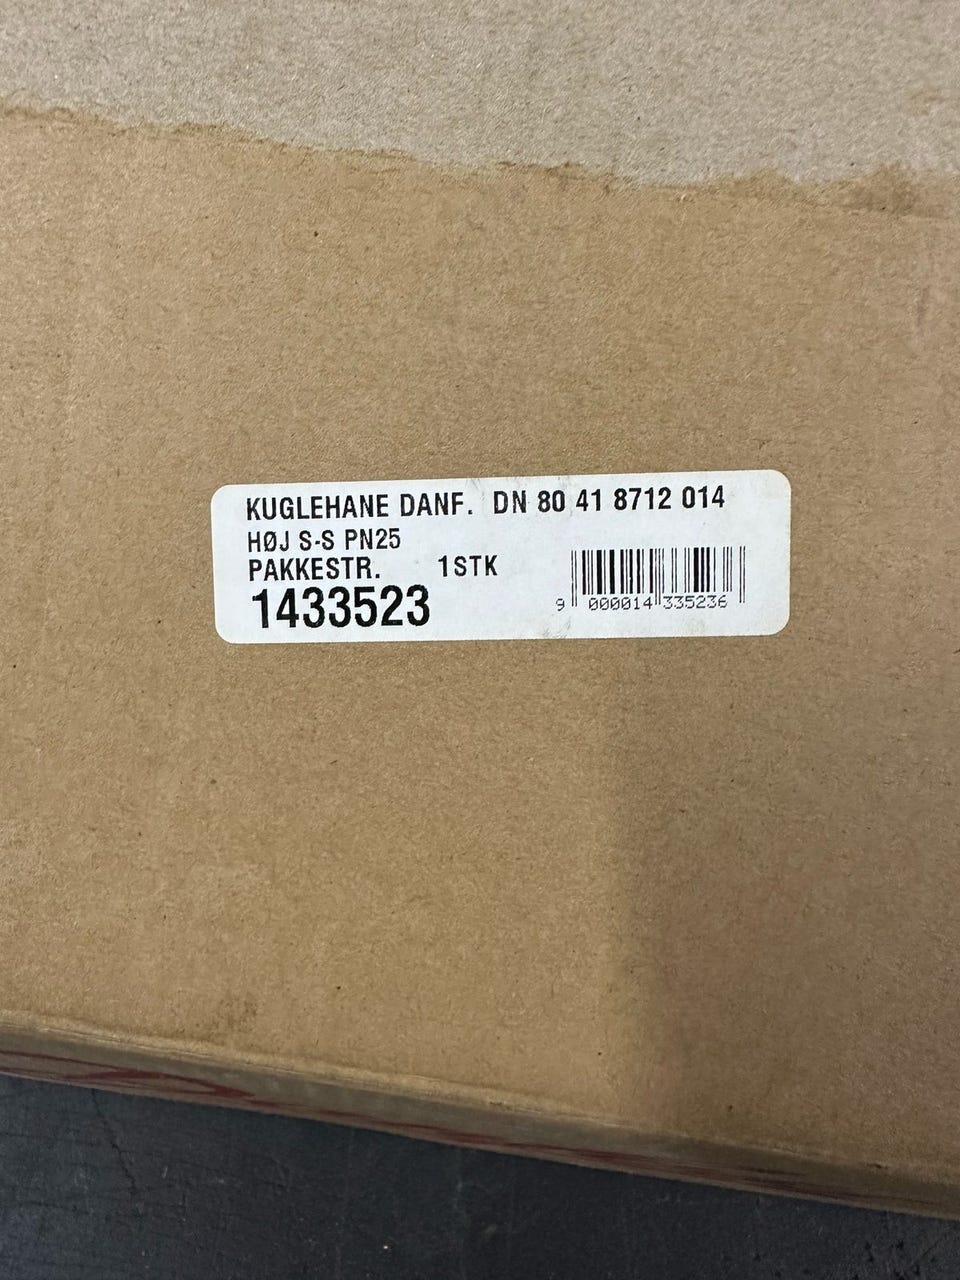 KUGLEHANE DANF. DN 80 41 8712 014
HØJ S-S PN25
PAKKESTR. 1STK
1433523
9 000014 335236